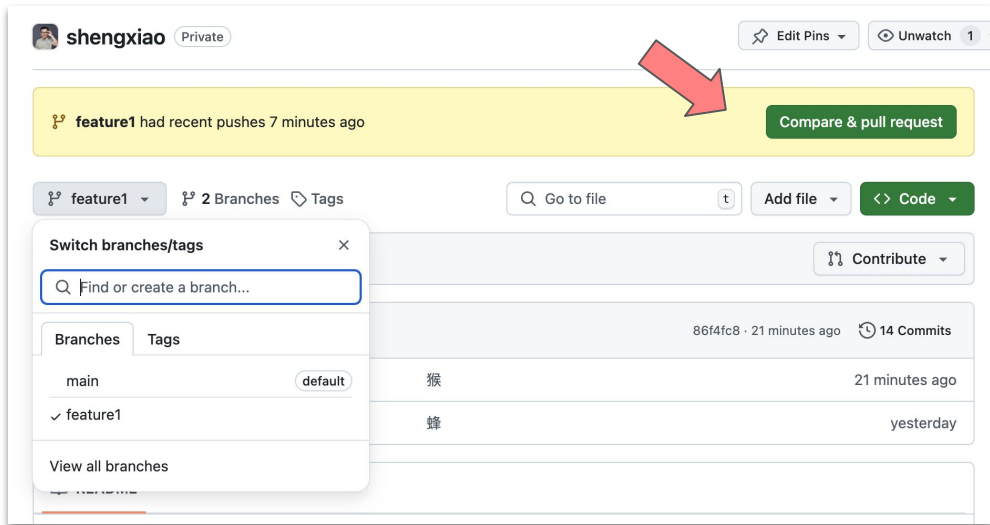 shengxiao Private Edit Pins Unwatch 1
feature1 had recent pushes 7 minutes ago Compare & pull request
feature1 2 Branches Tags Go to file t Add file Code
Switch branches/tags
Contribute
Find or create a branch...
86f4fc8 · 21 minutes ago 14 Commits
Branches Tags
main default 猴 21 minutes ago
feature1 蜂 yesterday
View all branches